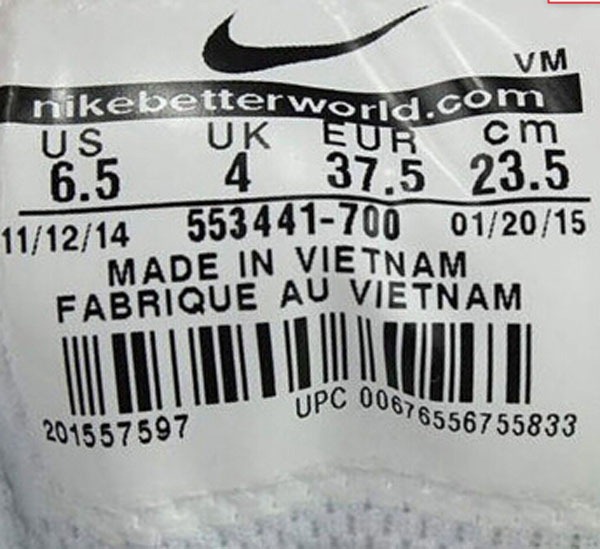 VM
nikebetterworld.com
US UK EUR cm
6.5 4 37.5 23.5
11/12/14 553441-700 01/20/15
MADE IN VIETNAM
FABRIQUE AU VIETNAM
201557597 UPC 00676556755833